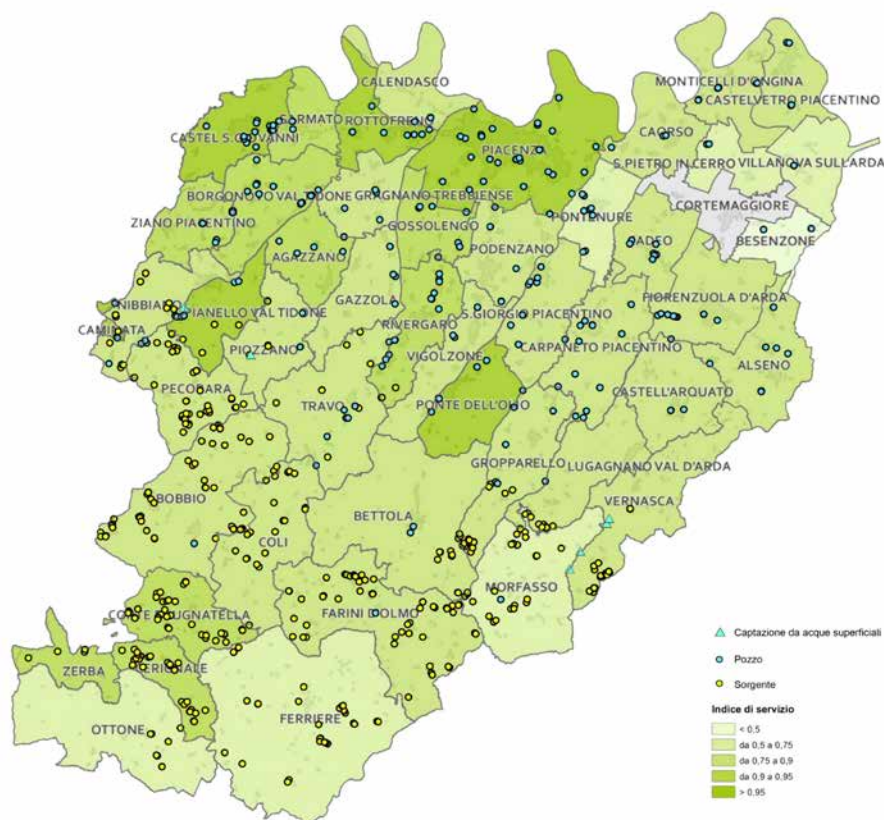 CALENDASCO
MONTICELLI D'ONGINA
CASTELVETRO PIACENTINO
SARMATO
ROTTOFRENO
CASTEL S.GIOVANNI
CAORSO
PIACENZA
S.PIETRO IN CERRO
VILLANOVA SULL'ARDA
BORGONOVO VAL TIDONE
GRAGNANO TREBBIENSE
CORTEMAGGIORE
ZIANO PIACENTINO
GOSSOLENGO
PONTENURE
PODENZANO
CADEO
BESENZONE
AGAZZANO
NIBBIANO
PIANELLO VAL TIDONE
GAZZOLA
FIORENZUOLA D'ARDA
CAMINATA
RIVERGARO
S.GIORGIO PIACENTINO
PIOZZANO
VIGOLZONE
CARPANETO PIACENTINO
ALSENO
PECORARA
TRAVO
PONTE DELL'OLIO
CASTELL'ARQUATO
GROPPARELLO
LUGAGNANO VAL D'ARDA
BOBBIO
VERNASCA
BETTOLA
COLI
MORFASSO
CORTE BRUGNATELLA
FARINI D'OLMO
ZERBA
CERIGNALE
OTTONE
FERRIERE
Captazione da acque superficiali
Pozzo
Sorgente
Indice di servizio
< 0,5
da 0,5 a 0,75
da 0,75 a 0,9
da 0,9 a 0,95
> 0,95